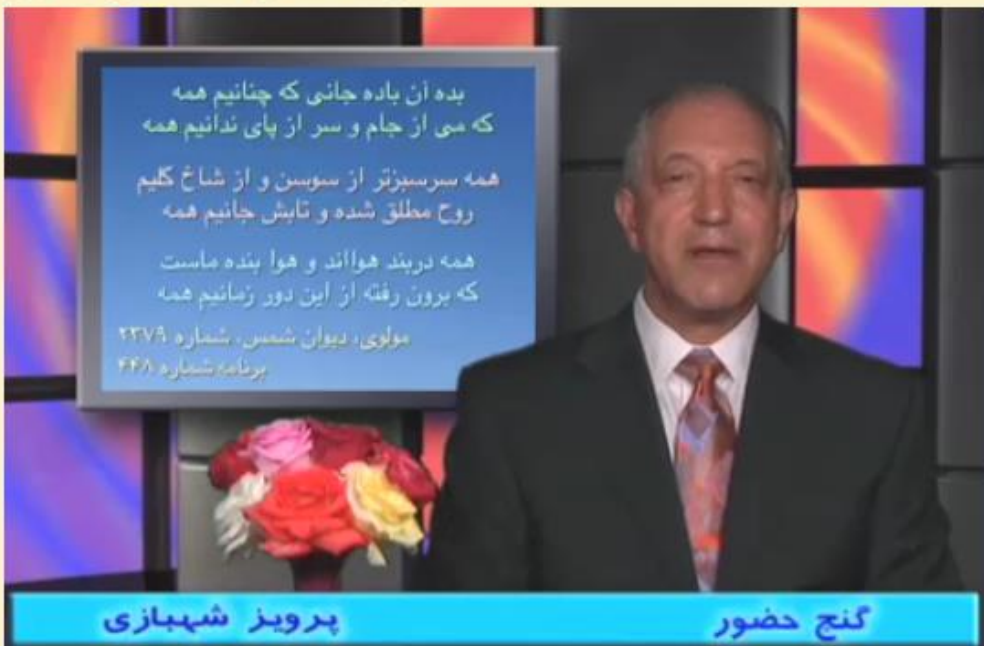 بده آن باده جانی که چنانیم همه
که می از جام و سر از پای ندانیم همه
همه سرسبزتر از سوسن و از شاخ گلیم
روح مطلق شده و تابش جانیم همه
همه دربند هوااند و هوا بنده ماست
که برون رفته از این دور زمانیم همه
مولوی، دیوان شمس، شماره ۲۳۷۹
برنامه شماره ۴۴۸
گنج حضور
پرویز شهبازی